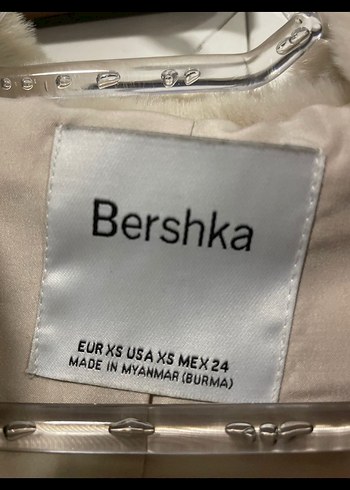 Bershka
EUR XS USA XS MEX 24
MADE IN MYANMAR (BURMA)